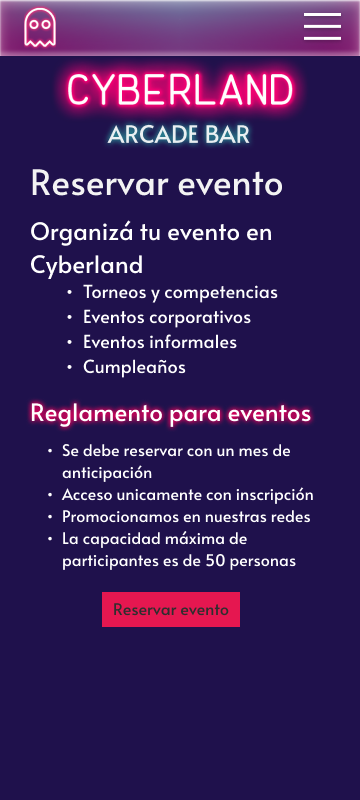 CYBERLAND
ARCADE BAR
Reservar evento
Organizá tu evento en
Cyberland
• Torneos y competencias
• Eventos corporativos
• Eventos informales
• Cumpleaños
Reglamento para eventos
• Se debe reservar con un mes de
anticipación
• Acceso unicamente con inscripción
• Promocionamos en nuestras redes
• La capacidad máxima de
participantes es de 50 personas
Reservar evento